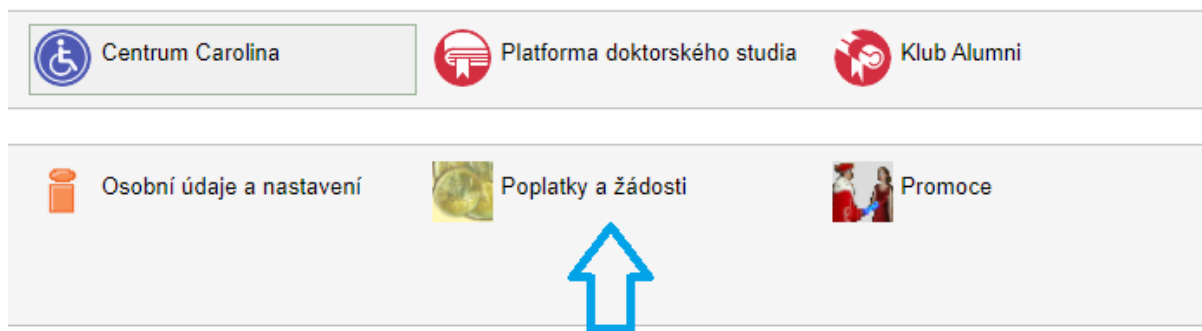 Centrum Carolina
Platforma doktorského studia
Klub Alumni
Osobní údaje a nastavení
Poplatky a žádosti
Promoce